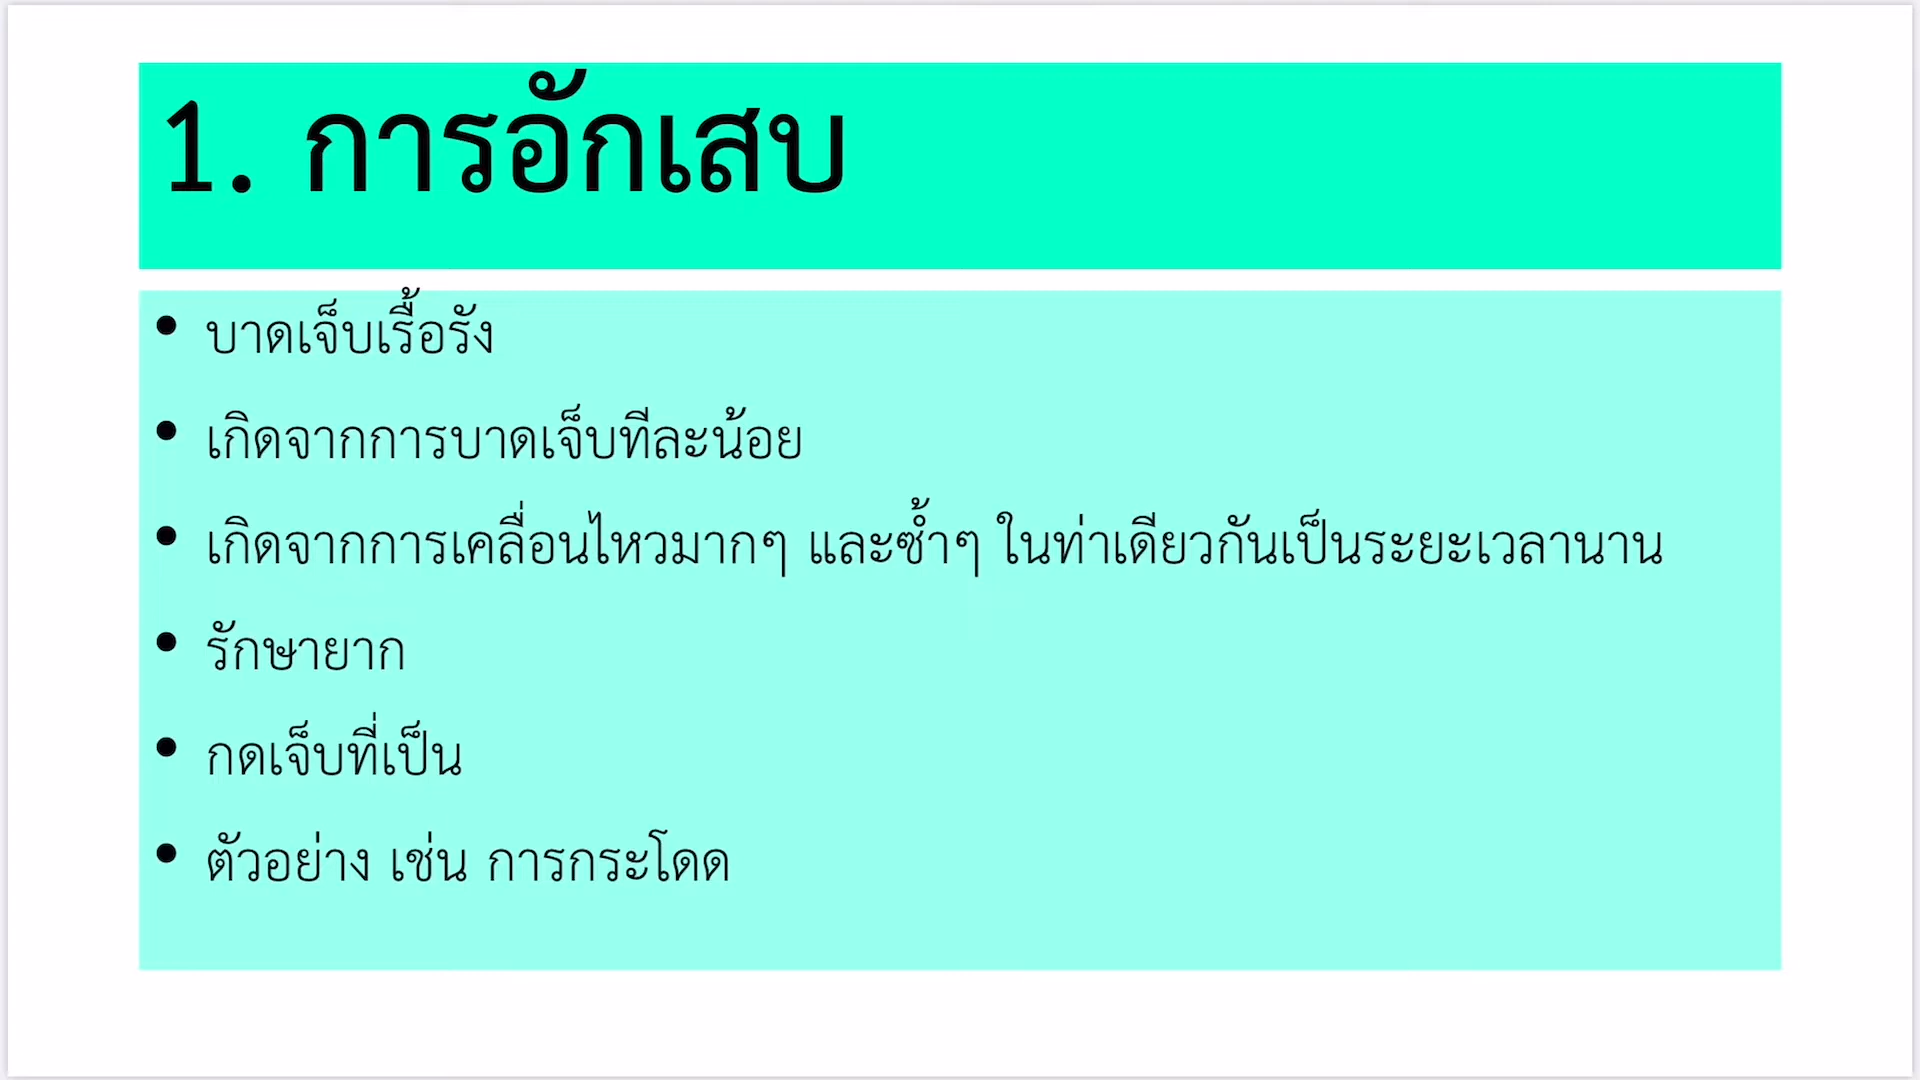 1. การอักเสบ
• บาดเจ็บเรื้อรัง
• เกิดจากการบาดเจ็บทีละน้อย
• เกิดจากการเคลื่อนไหวมากๆ และซ้ำๆ ในท่าเดียวกันเป็นระยะเวลานาน
• รักษายาก
• กดเจ็บที่เป็น
• ตัวอย่าง เช่น การกระโดด